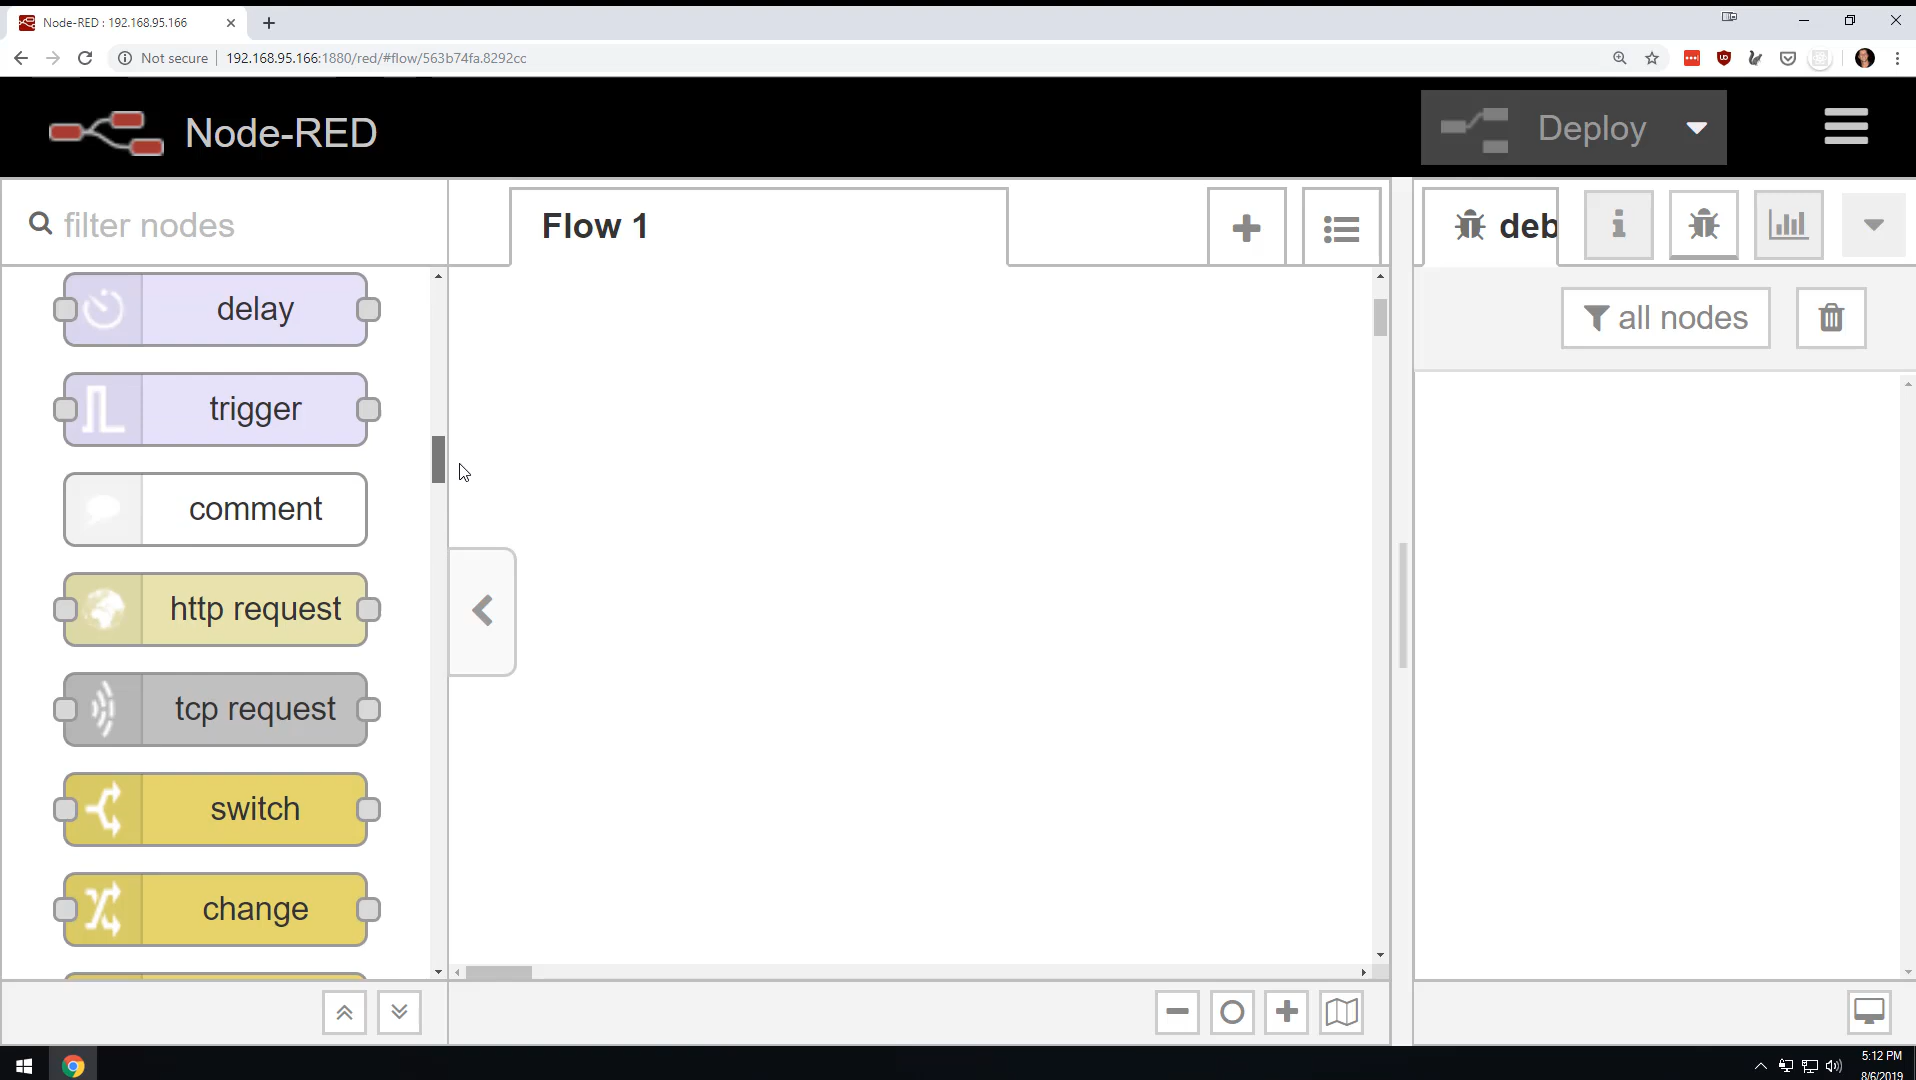 Node-RED : 192.168.95.166
Not secure
192.168.95.166:1880/red/#flow/563b74fa.8292cc
Node-RED
Deploy
filter nodes
Flow 1
deb
all nodes
delay
trigger
comment
http request
tcp request
switch
change
5:12 PM
8/6/2019